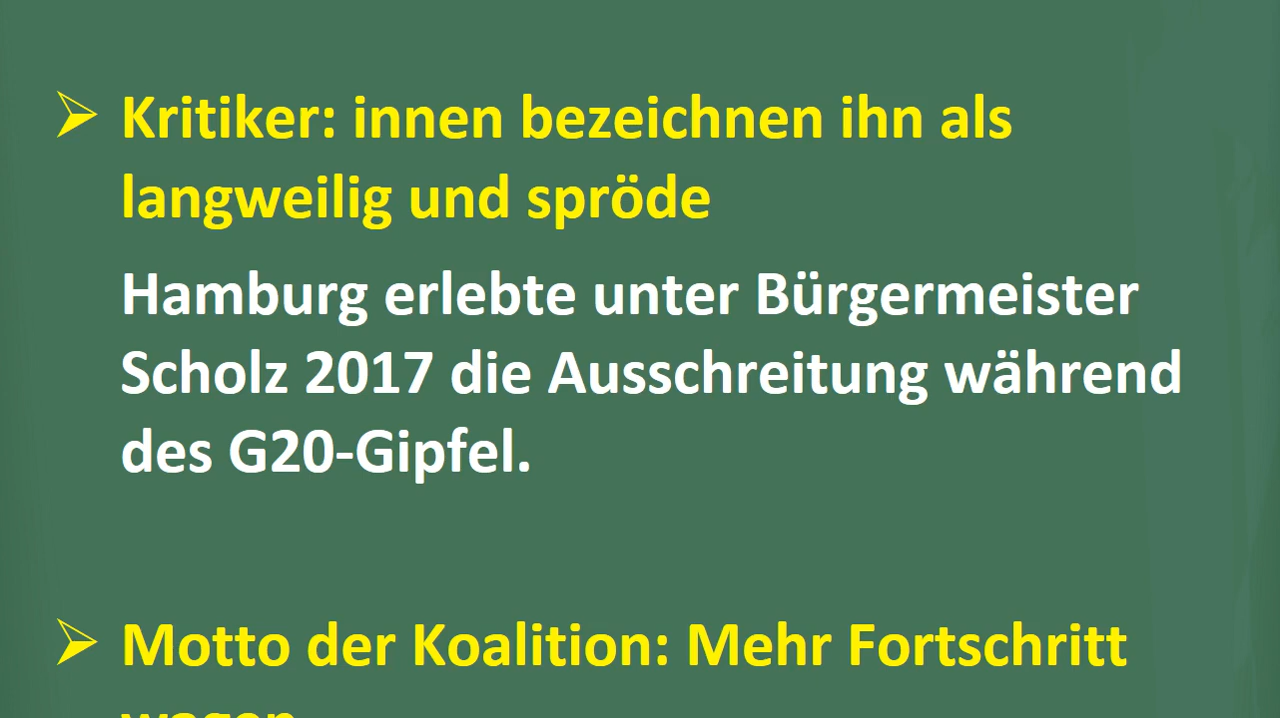 Kritiker: innen bezeichnen ihn als
langweilig und spröde
Hamburg erlebte unter Bürgermeister
Scholz 2017 die Ausschreitung während
des G20-Gipfel.
Motto der Koalition: Mehr Fortschritt